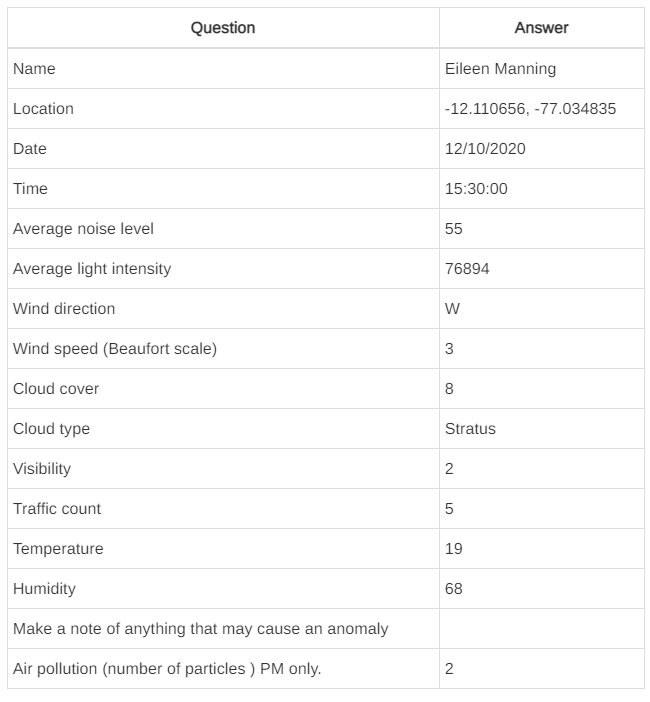 Question Answer
Name Eileen Manning
Location -12.110656, -77.034835
Date 12/10/2020
Time 15:30:00
Average noise level 55
Average light intensity 76894
Wind direction W
Wind speed (Beaufort scale) 3
Cloud cover 8
Cloud type Stratus
Visibility 2
Traffic count 5
Temperature 19
Humidity 68
Make a note of anything that may cause an anomaly
Air pollution (number of particles ) PM only. 2